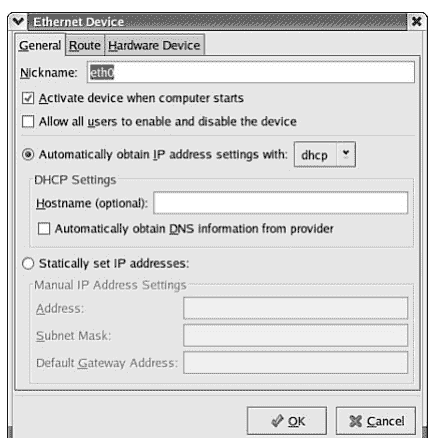 Ethernet Device
General Route Hardware Device
Nickname: eth0
Activate device when computer starts
Allow all users to enable and disable the device
Automatically obtain IP address settings with: dhcp
DHCP Settings
Hostname (optional):
Automatically obtain DNS information from provider
Statically set IP addresses:
Manual IP Address Settings
Address:
Subnet Mask:
Default Gateway Address:
OK Cancel